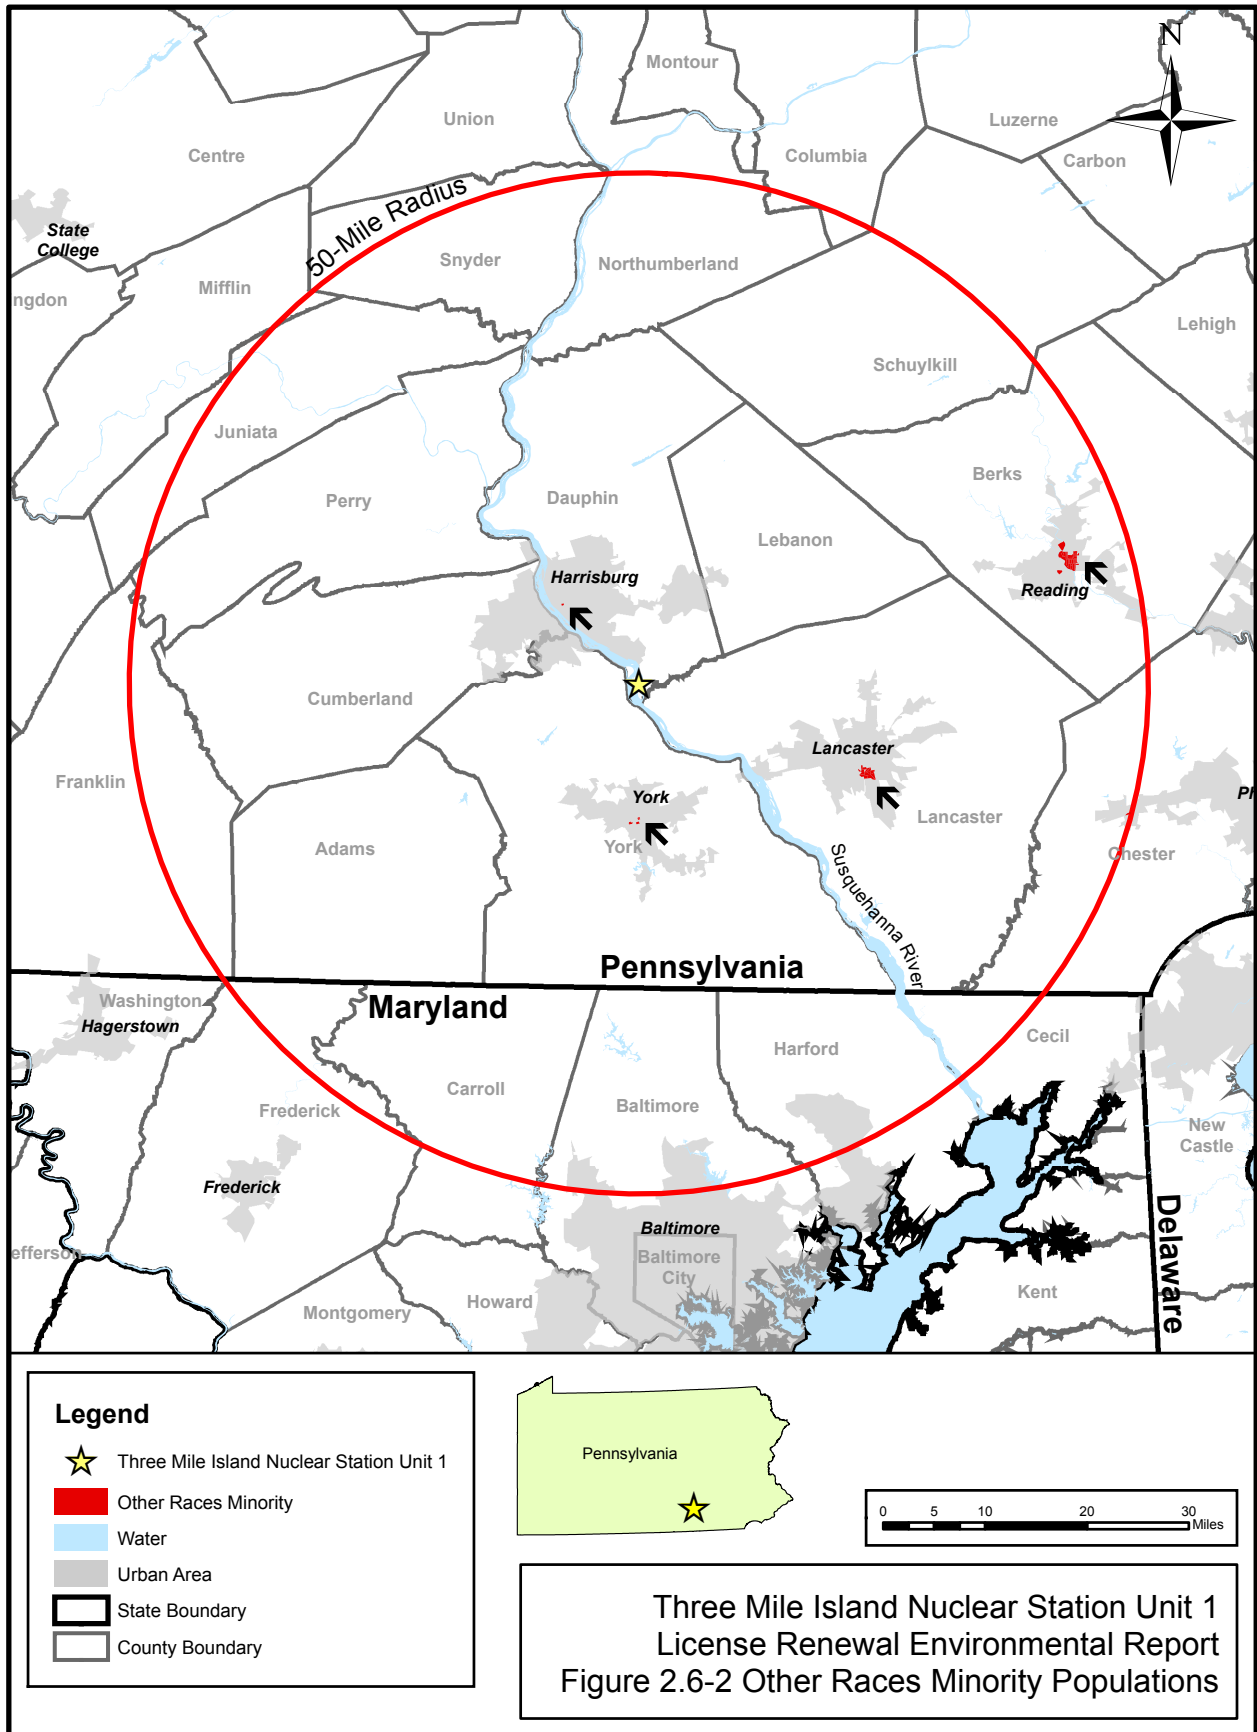 N
Montour
Union
Luzerne
Centre
Columbia
Carbon
50-Mile Radius
State
College
Snyder
Northumberland
Mifflin
ngdon
Lehigh
Schuylkill
Juniata
Berks
Perry
Dauphin
Lebanon
Harrisburg
Reading
Cumberland
Lancaster
Franklin
York
Ph
Lancaster
Adams
York
Chester
Susquehanna River
Pennsylvania
Maryland
Washington
Hagerstown
Harford
Cecil
Carroll
Frederick
Baltimore
New
Castle
Frederick
Delaware
Baltimore
efferson
Baltimore
City
Kent
Howard
Montgomery
Legend
Three Mile Island Nuclear Station Unit 1
Other Races Minority
Water
Urban Area
State Boundary
County Boundary
Pennsylvania
0 5 10 20 30
Miles
Three Mile Island Nuclear Station Unit 1
License Renewal Environmental Report
Figure 2.6-2 Other Races Minority Populations